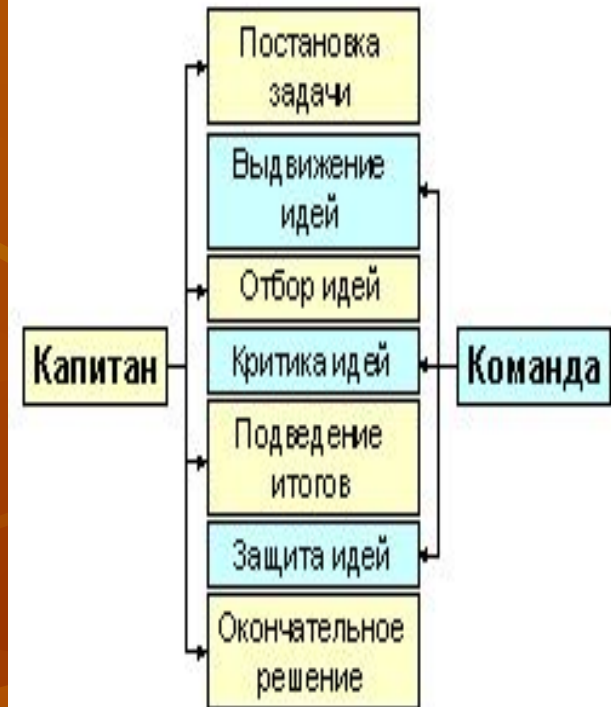 Постановка
задачи
Выдвижение
идей
Отбор идей
Капитан
Критика идей
Команда
Подведение
итогов
Защита идей
Окончательное
решение